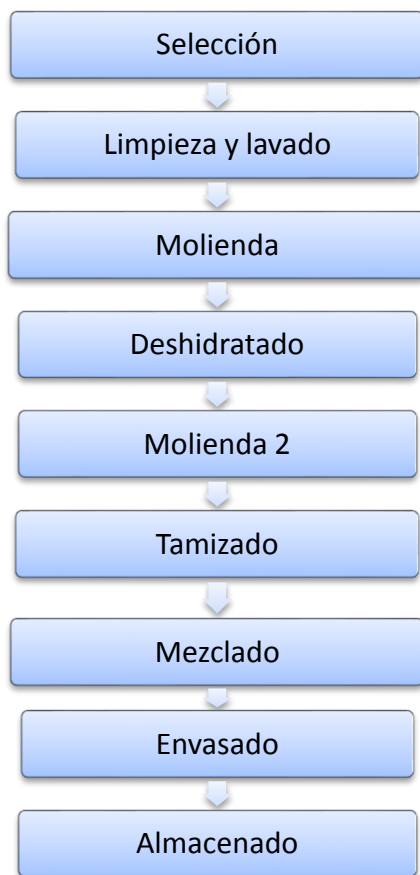 Selección
Limpieza y lavado
Molienda
Deshidratado
Molienda 2
Tamizado
Mezclado
Envasado
Almacenado